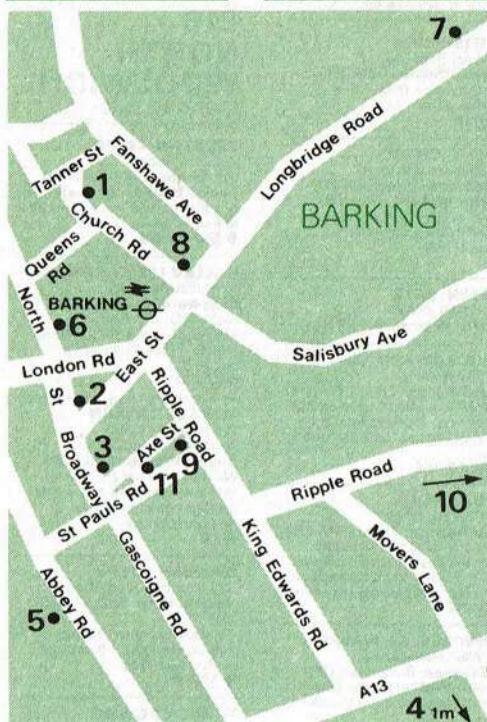 7
Longbridge Road
Fanshawe Ave
Tanner St
1
BARKING
Church Rd
8
Queens Rd
BARKING
North St
6
Salisbury Ave
London Rd
East St
2
Ripple Road
Broadway
3
Axe St
9
11
Ripple Road
10
St Pauls Rd
Gascoigne Rd
King Edwards Rd
Movers Lane
Abbey Rd
5
A13
4 1m